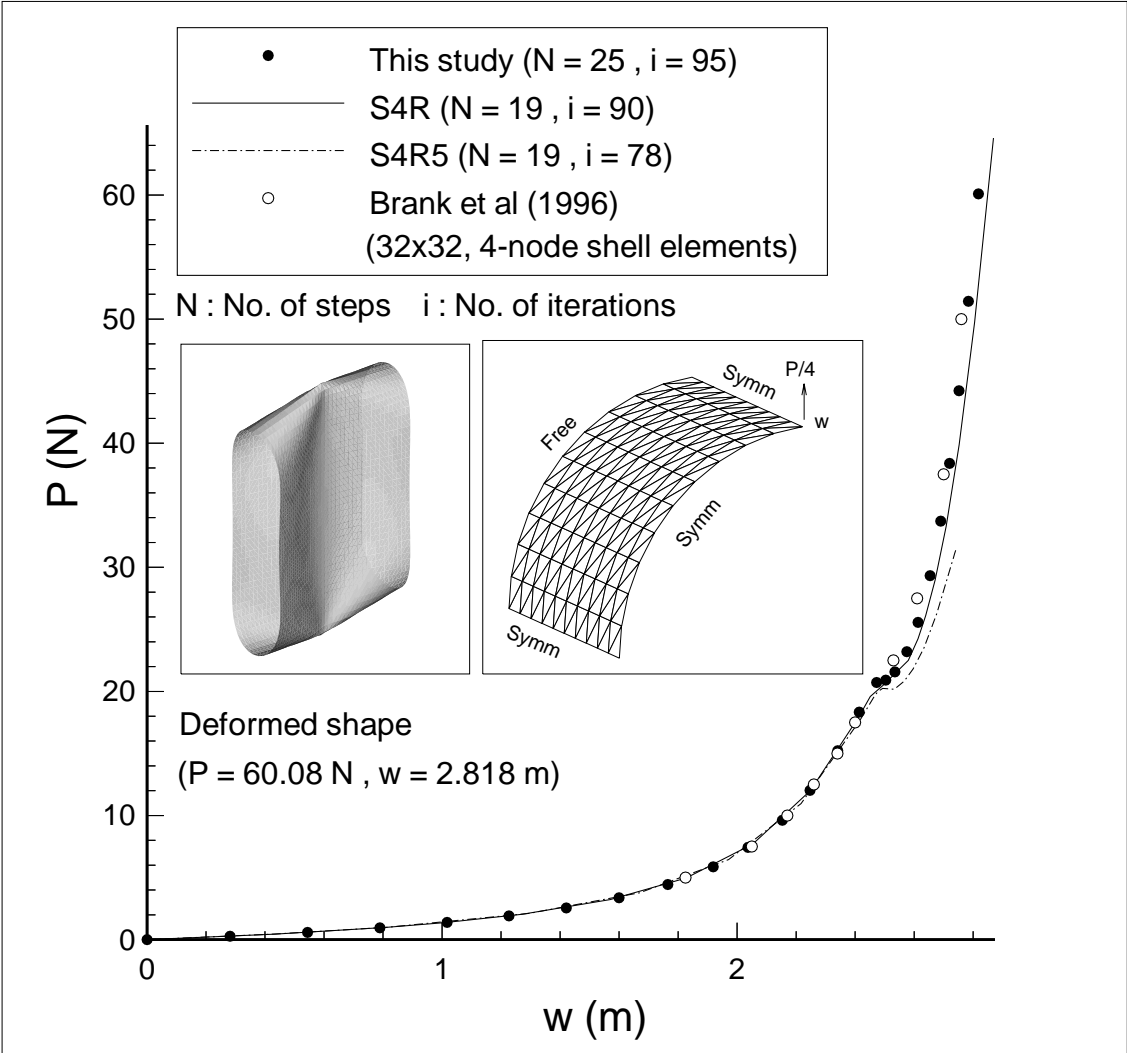 This study (N = 25 , i = 95)
S4R (N = 19 , i = 90)
S4R5 (N = 19 , i = 78)
Brank et al (1996)
(32x32, 4-node shell elements)
N : No. of steps i : No. of iterations
60
50
40
30
20
10
0
P (N)
Symm
P/4
w
Free
Symm
Symm
Deformed shape
(P = 60.08 N , w = 2.818 m)
0
1
2
w (m)